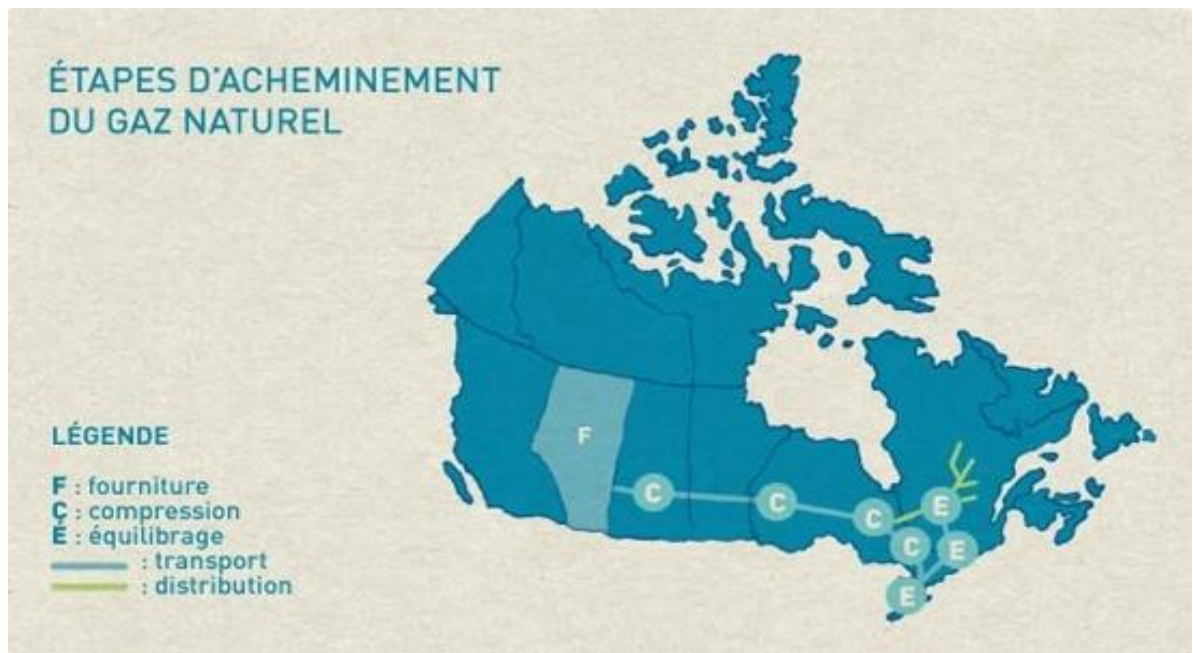 ÉTAPES D'ACHEMINEMENT
DU GAZ NATUREL
F
C
C
C
E
C
E
E
LÉGENDE
F : fourniture
C : compression
É : équilibrage
: transport
: distribution